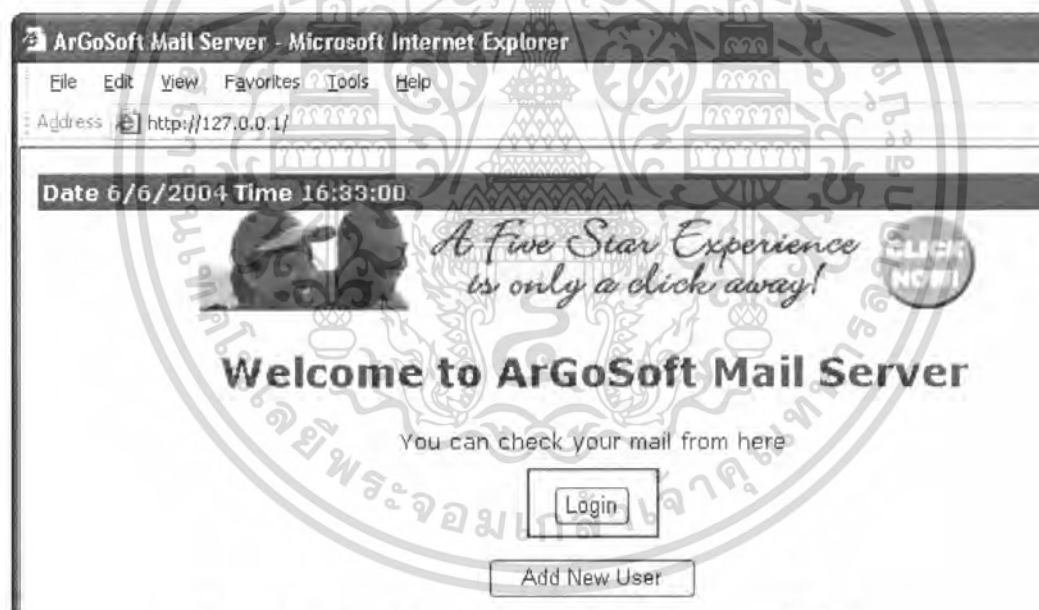 ArGoSoft Mail Server - Microsoft Internet Explorer
File Edit View Favorites Tools Help
Address http://127.0.0.1/
Date 6/6/2004 Time 16:33:00
A Five Star Experience
is only a click away!
CLICK
NOW!
Welcome to ArGoSoft Mail Server
You can check your mail from here
Login
Add New User